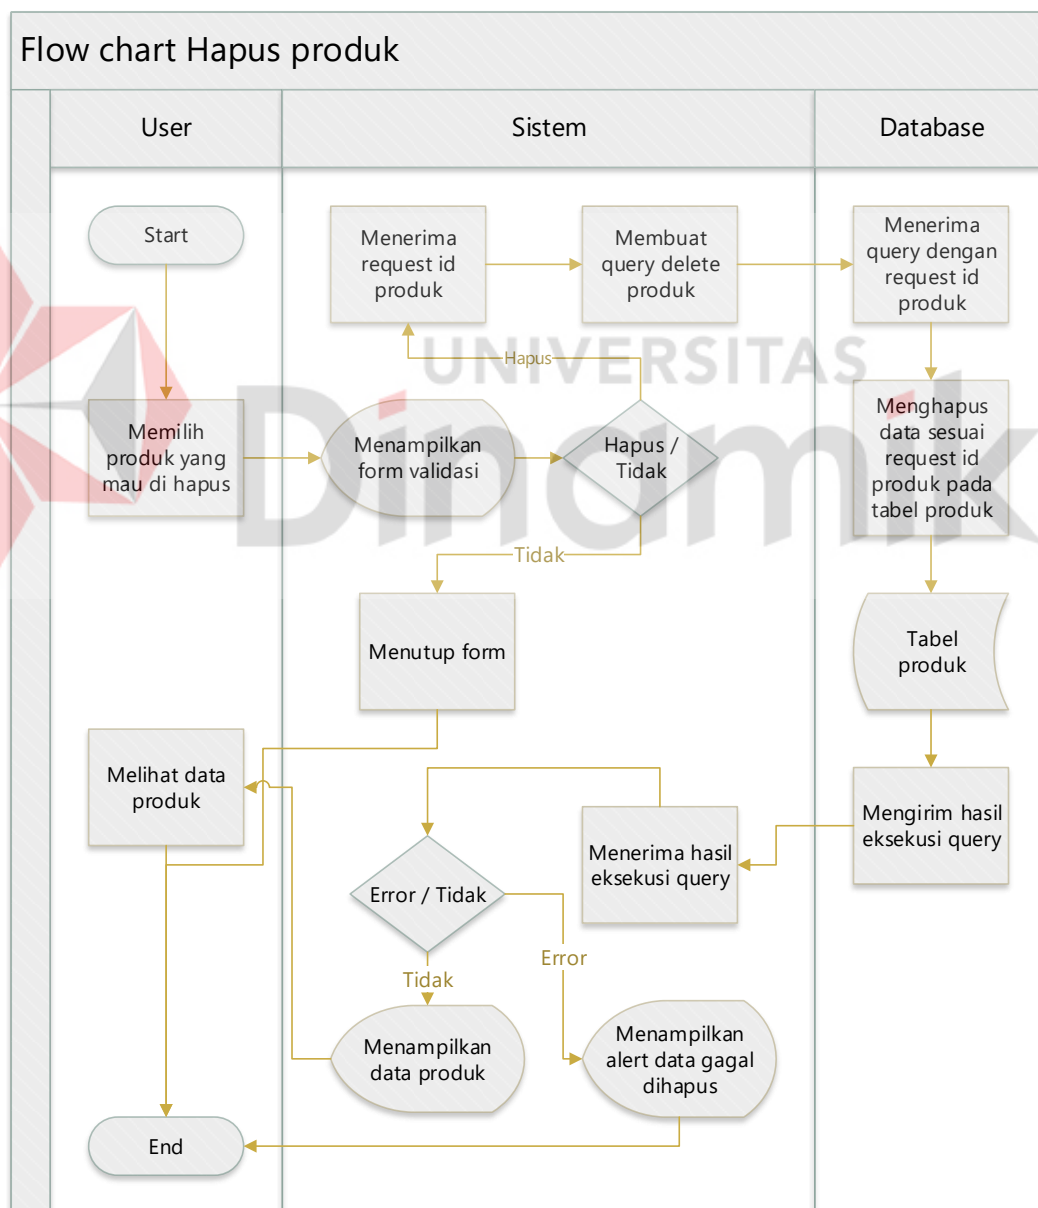 Flow chart Hapus produk
User
Sistem
Database
Start
Menerima
request id
produk
Membuat
query delete
produk
Menerima
query dengan
request id
produk
Hapus
UNIVERSITAS
Dinamik
Memilih
produk yang
mau di hapus
Menampilkan
form validasi
Hapus /
Tidak
Menghapus
data sesuai
request id
produk pada
tabel produk
Tidak
Menutup form
Tabel
produk
Melihat data
produk
Mengirim hasil
eksekusi query
Menerima hasil
eksekusi query
Error / Tidak
Error
Tidak
Menampilkan
data produk
Menampilkan
alert data gagal
dihapus
End